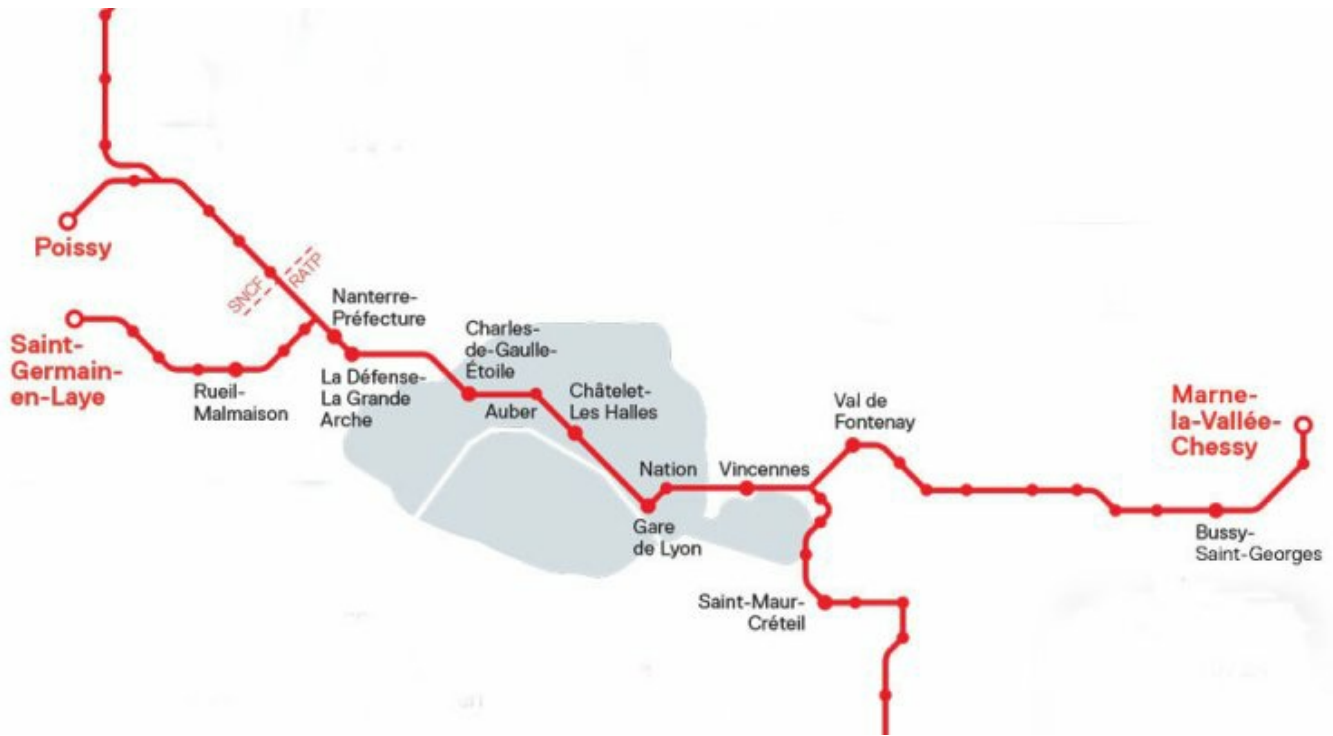 Poissy
SNCF
RATP
Saint-
Germain-
en-Laye
Rueil-
Malmaison
Nanterre-
Préfecture
La Défense-
La Grande
Arche
Charles-
de-Gaulle-
Étoile
Auber
Châtelet-
Les Halles
Gare
de Lyon
Nation
Vincennes
Val de
Fontenay
Saint-Maur-
Créteil
Marne-
la-Vallée-
Chessy
Bussy-
Saint-Georges